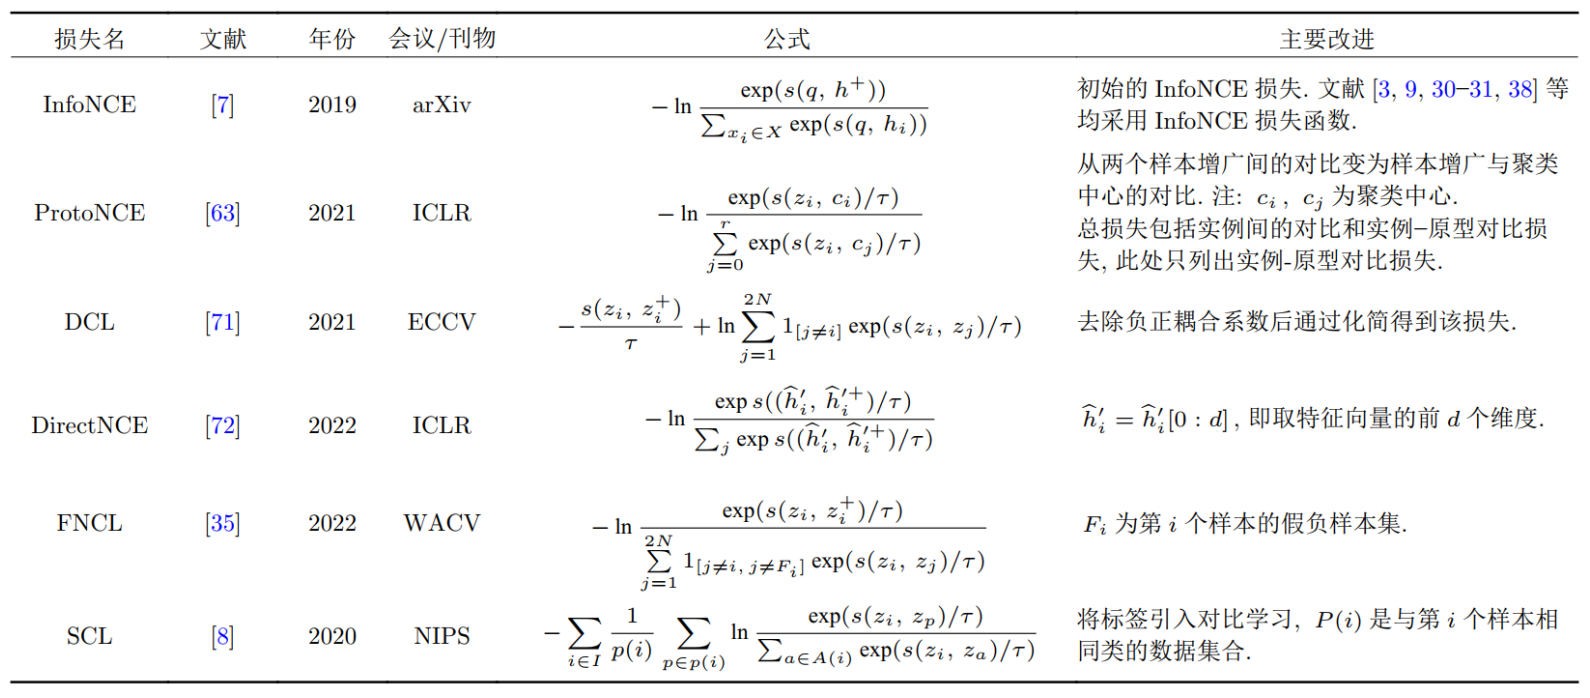 损失名 文献 年份 会议/刊物 公式 主要改进
InfoNCE [7] 2019 arXiv $-\ln \frac{\exp(s(q, h^+))}{\sum_{x_i \in X} \exp(s(q, h_i))}$ 初始的 InfoNCE 损失. 文献 [3, 9, 30–31, 38] 等
均采用 InfoNCE 损失函数.
ProtoNCE [63] 2021 ICLR $-\ln \frac{\exp(s(z_i, c_i)/\tau)}{\sum_{j=0}^{r} \exp(s(z_i, c_j)/\tau)}$ 从两个样本增广间的对比变为样本增广与聚类
中心的对比. 注: $c_i$, $c_j$ 为聚类中心.
总损失包括实例间的对比和实例–原型对比损
失, 此处只列出实例-原型对比损失.
DCL [71] 2021 ECCV $-\frac{s(z_i, z_i^+)}{\tau} + \ln \sum_{j=1}^{2N} 1_{[j \neq i]} \exp(s(z_i, z_j)/\tau)$ 去除负正耦合系数后通过化简得到该损失.
DirectNCE [72] 2022 ICLR $-\ln \frac{\exp s((\widehat{h}_i', \widehat{h}_i'^+)/\tau)}{\sum_j \exp s((\widehat{h}_i', \widehat{h}_i'^+)/\tau)}$ $\widehat{h}_i' = \widehat{h}_i'[0:d]$, 即取特征向量的前 $d$ 个维度.
FNCL [35] 2022 WACV $-\ln \frac{\exp(s(z_i, z_i^+)/\tau)}{\sum_{j=1}^{2N} 1_{[j \neq i, j \neq F_i]} \exp(s(z_i, z_j)/\tau)}$ $F_i$ 为第 $i$ 个样本的假负样本集.
SCL [8] 2020 NIPS $-\sum_{i \in I} \frac{1}{p(i)} \sum_{p \in p(i)} \ln \frac{\exp(s(z_i, z_p)/\tau)}{\sum_{a \in A(i)} \exp(s(z_i, z_a)/\tau)}$ 将标签引入对比学习, $P(i)$ 是与第 $i$ 个样本相
同类的数据集合.